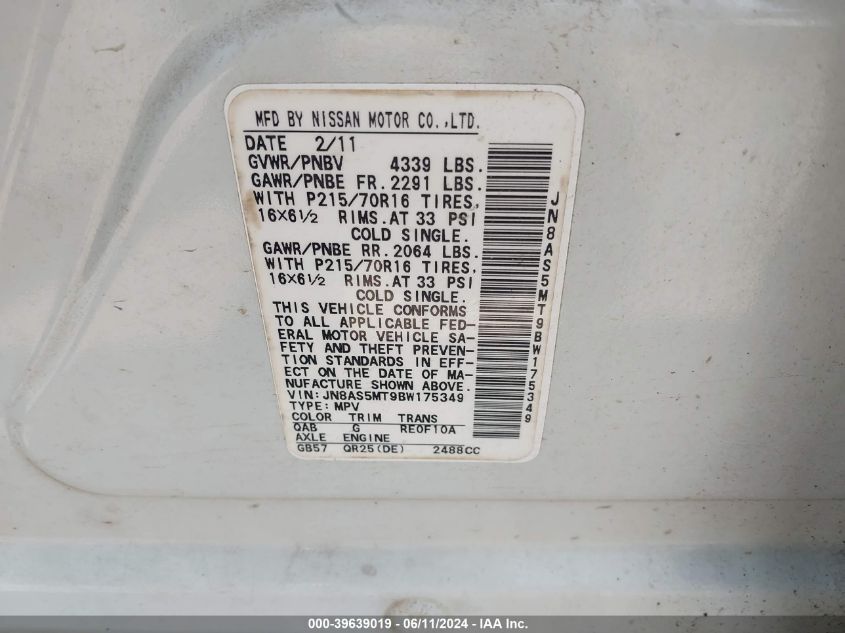 MFD BY NISSAN MOTOR CO.,LTD.
DATE 2/11
GVWR/PNBV 4339 LBS.
GAWR/PNBE FR. 2291 LBS.
WITH P215/70R16 TIRES,
16X6½ RIMS.AT 33 PSI
COLD SINGLE.
GAWR/PNBE RR. 2064 LBS.
WITH P215/70R16 TIRES,
16X6½ RIMS.AT 33 PSI
COLD SINGLE.
THIS VEHICLE CONFORMS
TO ALL APPLICABLE FED-
ERAL MOTOR VEHICLE SA-
FETY AND THEFT PREVEN-
TION STANDARDS IN EFF-
ECT ON THE DATE OF MA-
NUFACTURE SHOWN ABOVE.
VIN: JN8AS5MT9BW175349
TYPE: MPV
COLOR TRIM TRANS
QAB G RE0F10A
AXLE ENGINE
GB57 QR25(DE) 2488CC
JN8AS5MT9BW175349
000-39639019 - 06/11/2024 - IAA Inc.